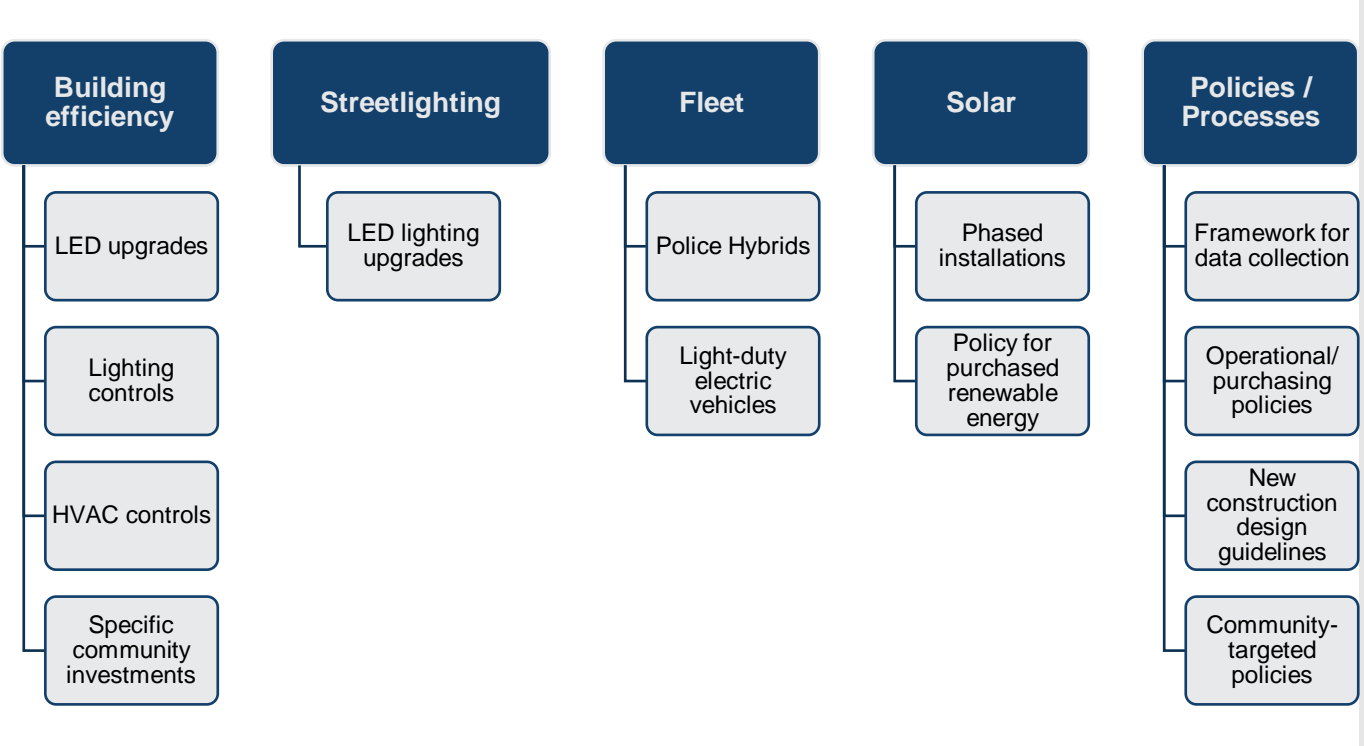 Building
efficiency
LED upgrades
Lighting
controls
HVAC controls
Specific
community
investments
Streetlighting
LED lighting
upgrades
Fleet
Police Hybrids
Light-duty
electric
vehicles
Solar
Phased
installations
Policy for
purchased
renewable
energy
Policies /
Processes
Framework for
data collection
Operational/
purchasing
policies
New
construction
design
guidelines
Community-
targeted
policies